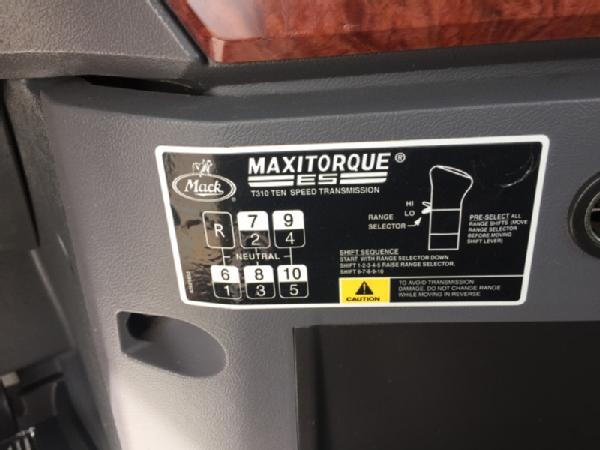 Mack®
MAXITORQUE®
ES
T310 TEN SPEED TRANSMISSION
R 7 9
2 4
NEUTRAL
6 8 10
1 3 5
HI
LO
RANGE
SELECTOR
PRE-SELECT ALL
RANGE SHIFTS (MOVE
RANGE SELECTOR
BEFORE MOVING
SHIFT LEVER)
SHIFT SEQUENCE
START WITH RANGE SELECTOR DOWN
SHIFT 1-2-3-4-5 RAISE RANGE SELECTOR,
SHIFT 6-7-8-9-10
CAUTION
TO AVOID TRANSMISSION
DAMAGE, DO NOT CHANGE RANGE
WHILE MOVING IN REVERSE